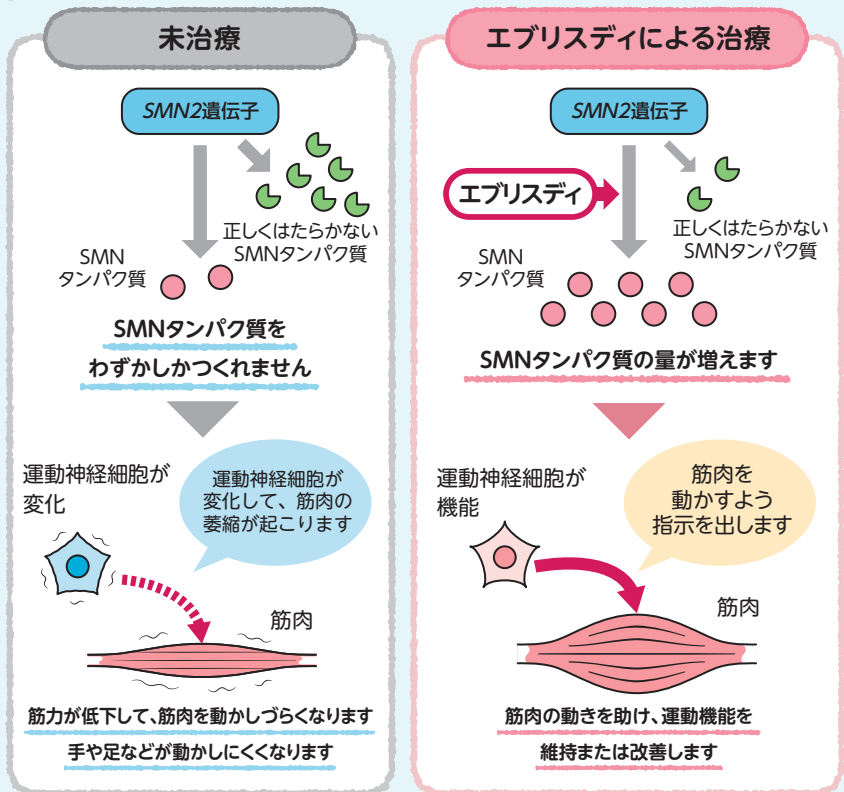 未治療
SMN2遺伝子
正しくはたらかない
SMNタンパク質
SMN
タンパク質
SMNタンパク質を
わずかしかつくれません
運動神経細胞が
変化
運動神経細胞が
変化して、筋肉の
萎縮が起こります
筋肉
筋力が低下して、筋肉を動かしづらくなります
手や足などが動かしにくくなります
エブリスディによる治療
SMN2遺伝子
エブリスディ
正しくはたらかない
SMNタンパク質
SMN
タンパク質
SMNタンパク質の量が増えます
運動神経細胞が
機能
筋肉を
動かすよう
指示を出します
筋肉
筋肉の動きを助け、運動機能を
維持または改善します